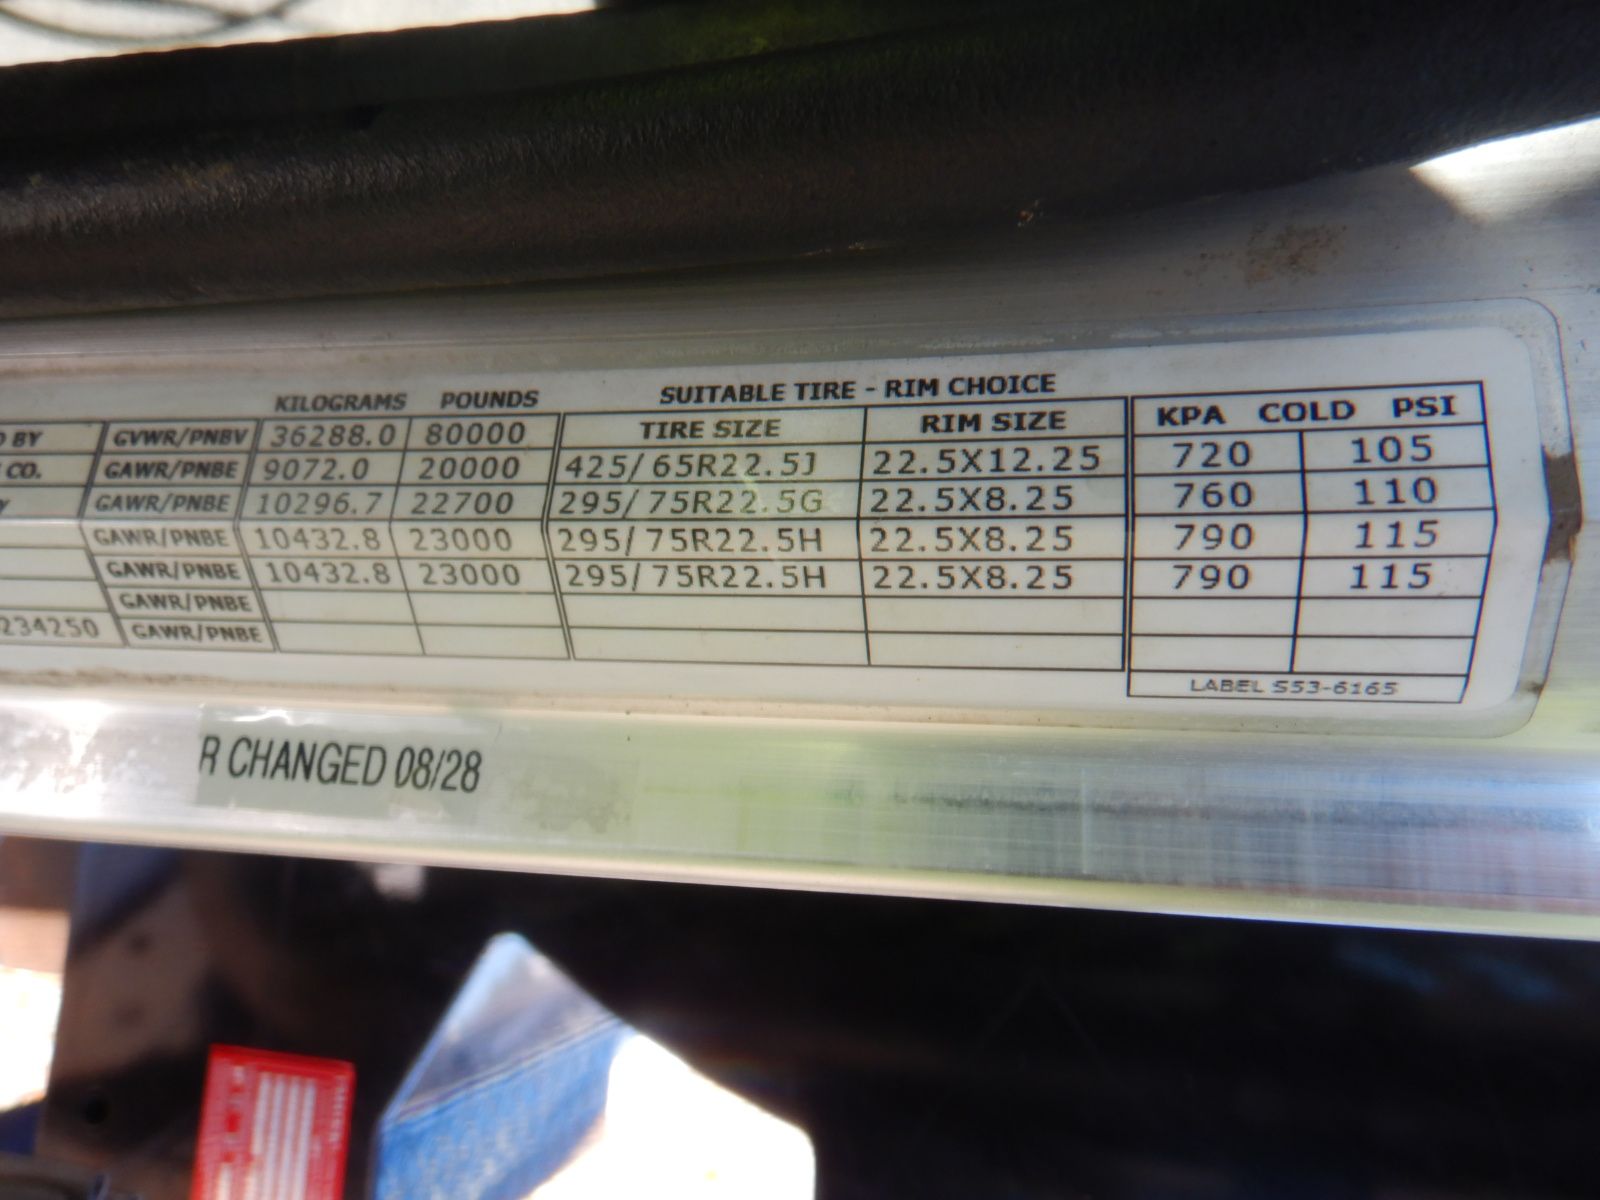 KILOGRAMS POUNDS SUITABLE TIRE - RIM CHOICE
BY GVWR/PNBV 36288.0 80000 TIRE SIZE RIM SIZE KPA COLD PSI
CO. GAWR/PNBE 9072.0 20000 425/65R22.5J 22.5X12.25 720 105
GAWR/PNBE 10296.7 22700 295/75R22.5G 22.5X8.25 760 110
GAWR/PNBE 10432.8 23000 295/75R22.5H 22.5X8.25 790 115
GAWR/PNBE 10432.8 23000 295/75R22.5H 22.5X8.25 790 115
GAWR/PNBE
234250 GAWR/PNBE
LABEL S53-6165
R CHANGED 08/28